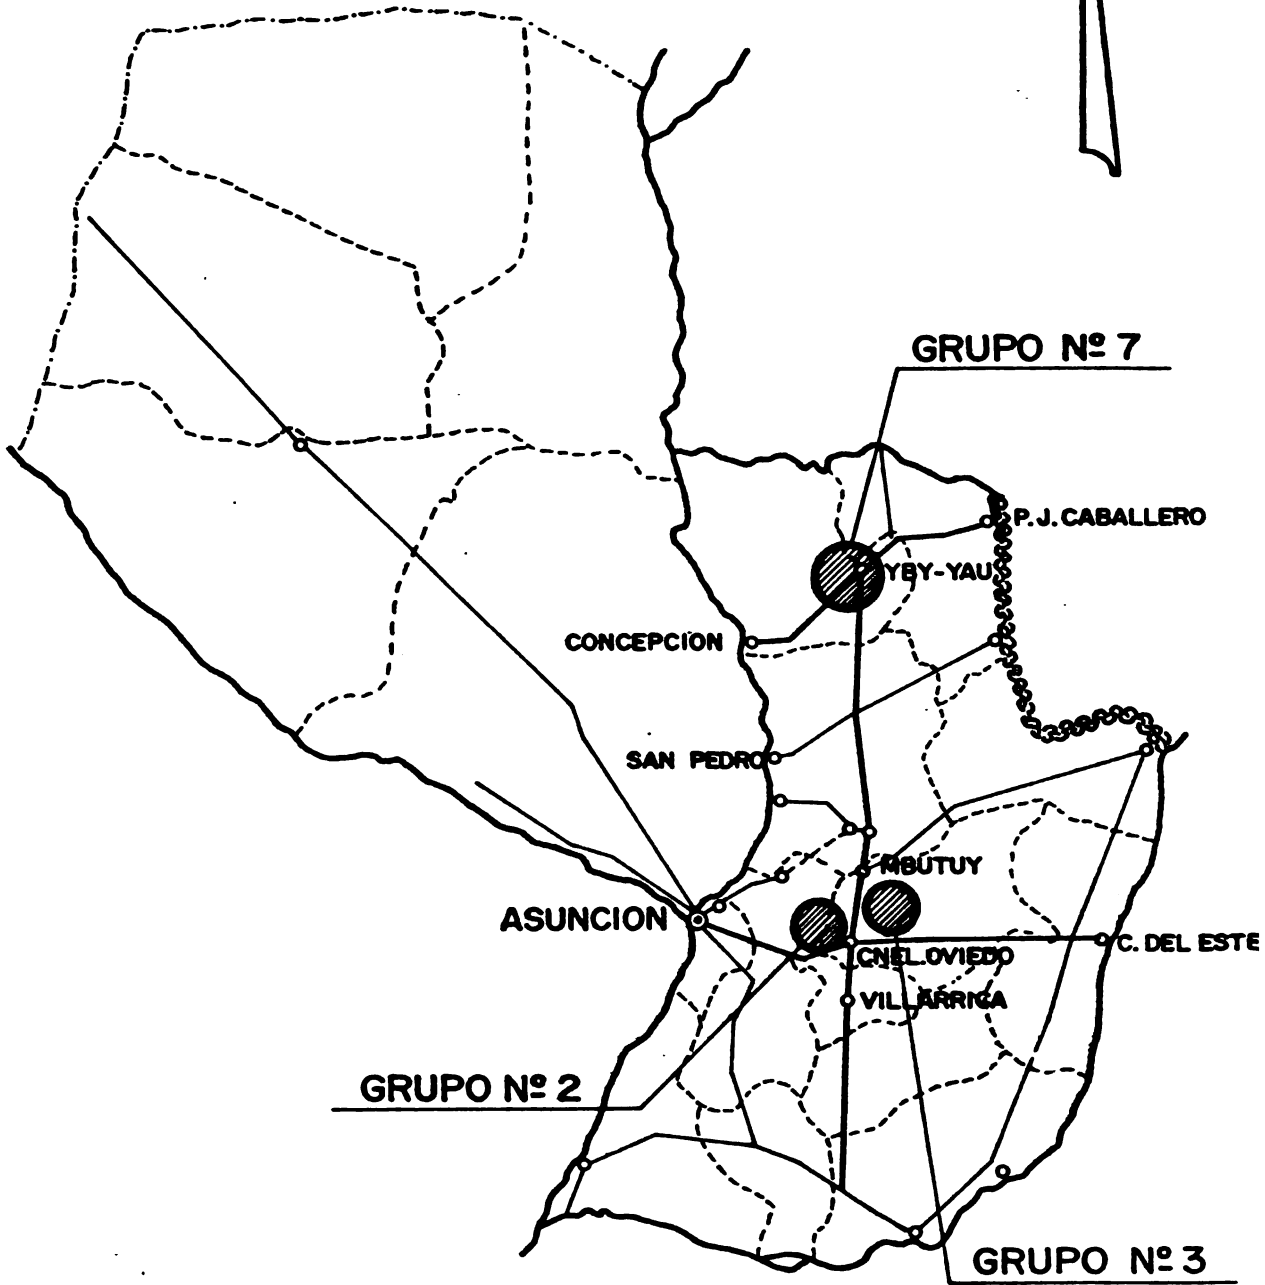 GRUPO Nº 7
P.J. CABALLERO
YBY-YAU
CONCEPCION
SAN PEDRO
MBUTUY
ASUNCION
CNEL. OVIEDO
C. DEL ESTE
VILLARRICA
GRUPO Nº 2
GRUPO Nº 3